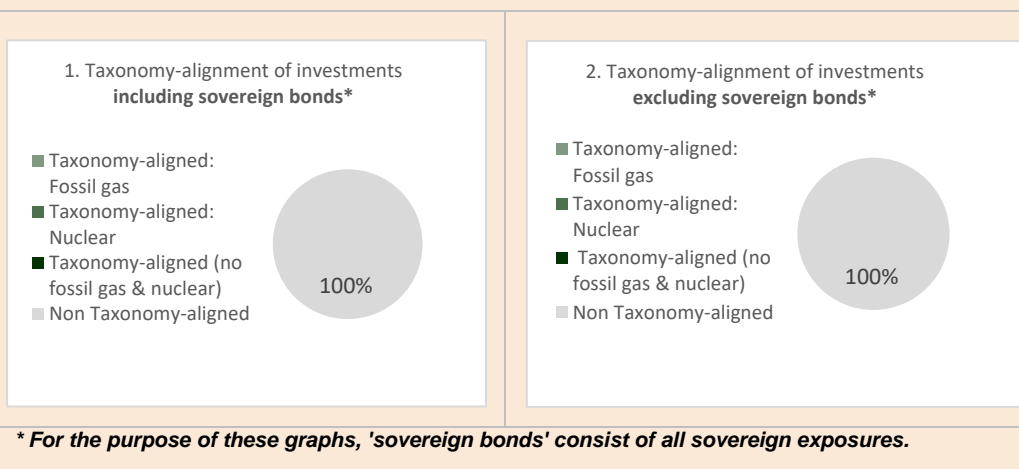 1. Taxonomy-alignment of investments
including sovereign bonds*
Taxonomy-aligned:
Fossil gas
Taxonomy-aligned:
Nuclear
Taxonomy-aligned (no
fossil gas & nuclear)
Non Taxonomy-aligned
100%
2. Taxonomy-alignment of investments
excluding sovereign bonds*
Taxonomy-aligned:
Fossil gas
Taxonomy-aligned:
Nuclear
Taxonomy-aligned (no
fossil gas & nuclear)
Non Taxonomy-aligned
100%
* For the purpose of these graphs, 'sovereign bonds' consist of all sovereign exposures.